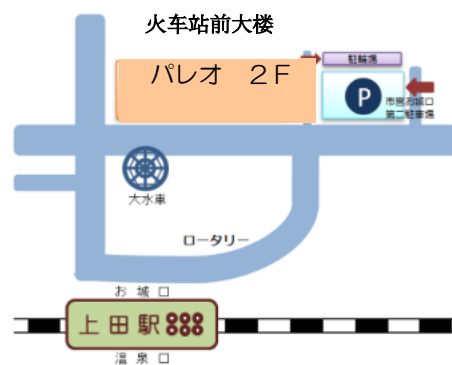 火车站前大楼
パレオ　２Ｆ
駐輪場
P
市営お城口
第二駐車場
大水車
ロータリー
お城口
上田駅
温泉口